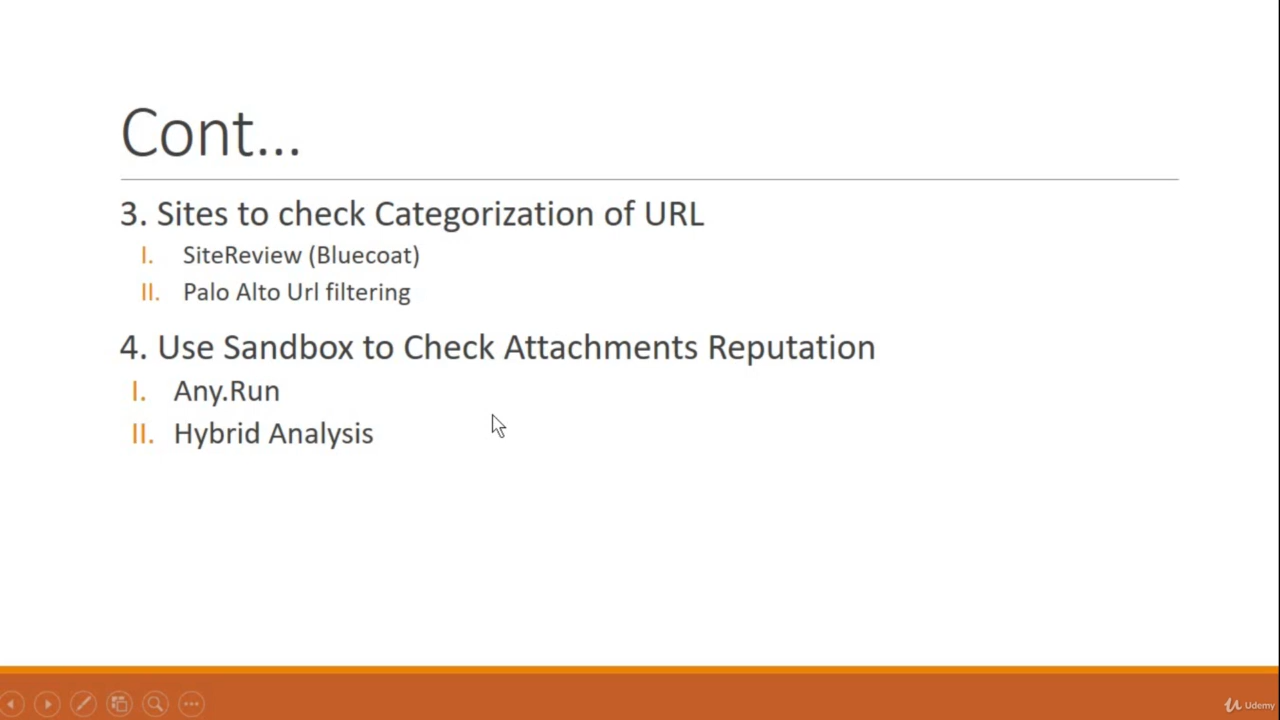 Cont...
3. Sites to check Categorization of URL
I. SiteReview (Bluecoat)
II. Palo Alto Url filtering
4. Use Sandbox to Check Attachments Reputation
I. Any.Run
II. Hybrid Analysis
Udemy